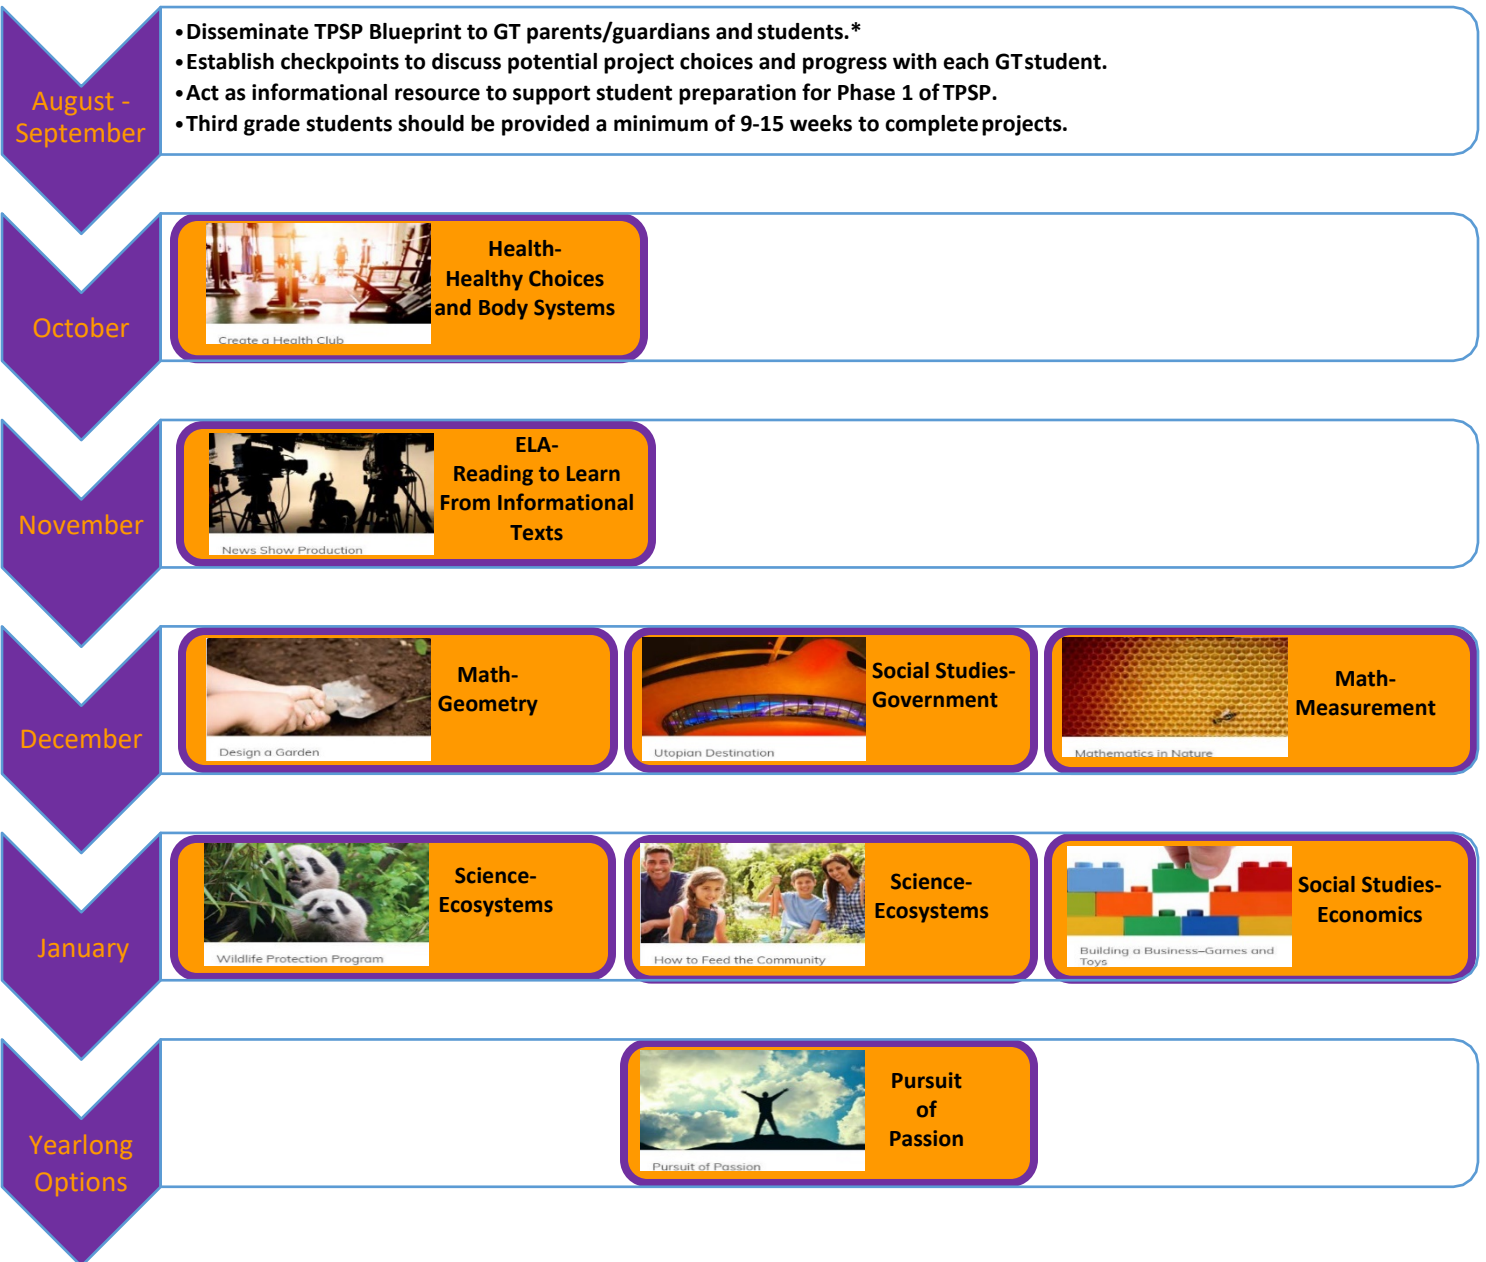 August -
September
•Disseminate TPSP Blueprint to GT parents/guardians and students.*
•Establish checkpoints to discuss potential project choices and progress with each GT student.
•Act as informational resource to support student preparation for Phase 1 of TPSP.
•Third grade students should be provided a minimum of 9-15 weeks to complete projects.
October
Create a Health Club
Health-
Healthy Choices
and Body Systems
November
News Show Production
ELA-
Reading to Learn
From Informational
Texts
December
Design a Garden
Math-
Geometry
Utopian Destination
Social Studies-
Government
Mathematics in Nature
Math-
Measurement
January
Wildlife Protection Program
Science-
Ecosystems
How to Feed the Community
Science-
Ecosystems
Building a Business–Games and
Toys
Social Studies-
Economics
Yearlong
Options
Pursuit of Passion
Pursuit
of
Passion